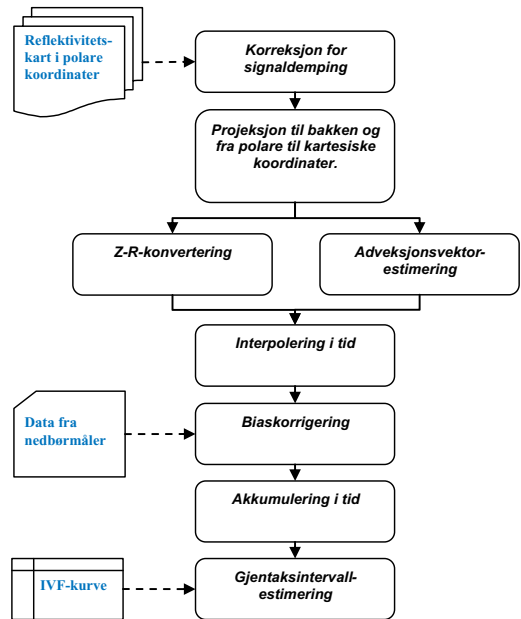 Reflektivitets-
kart i polare
koordinater
Korreksjon for
signaldemping
Projeksjon til bakken og
fra polare til kartesiske
koordinater.
Z-R-konvertering
Adveksjonsvektor-
estimering
Interpolering i tid
Data fra
nedbørmåler
Biaskorrigering
Akkumulering i tid
IVF-kurve
Gjentaksintervall-
estimering